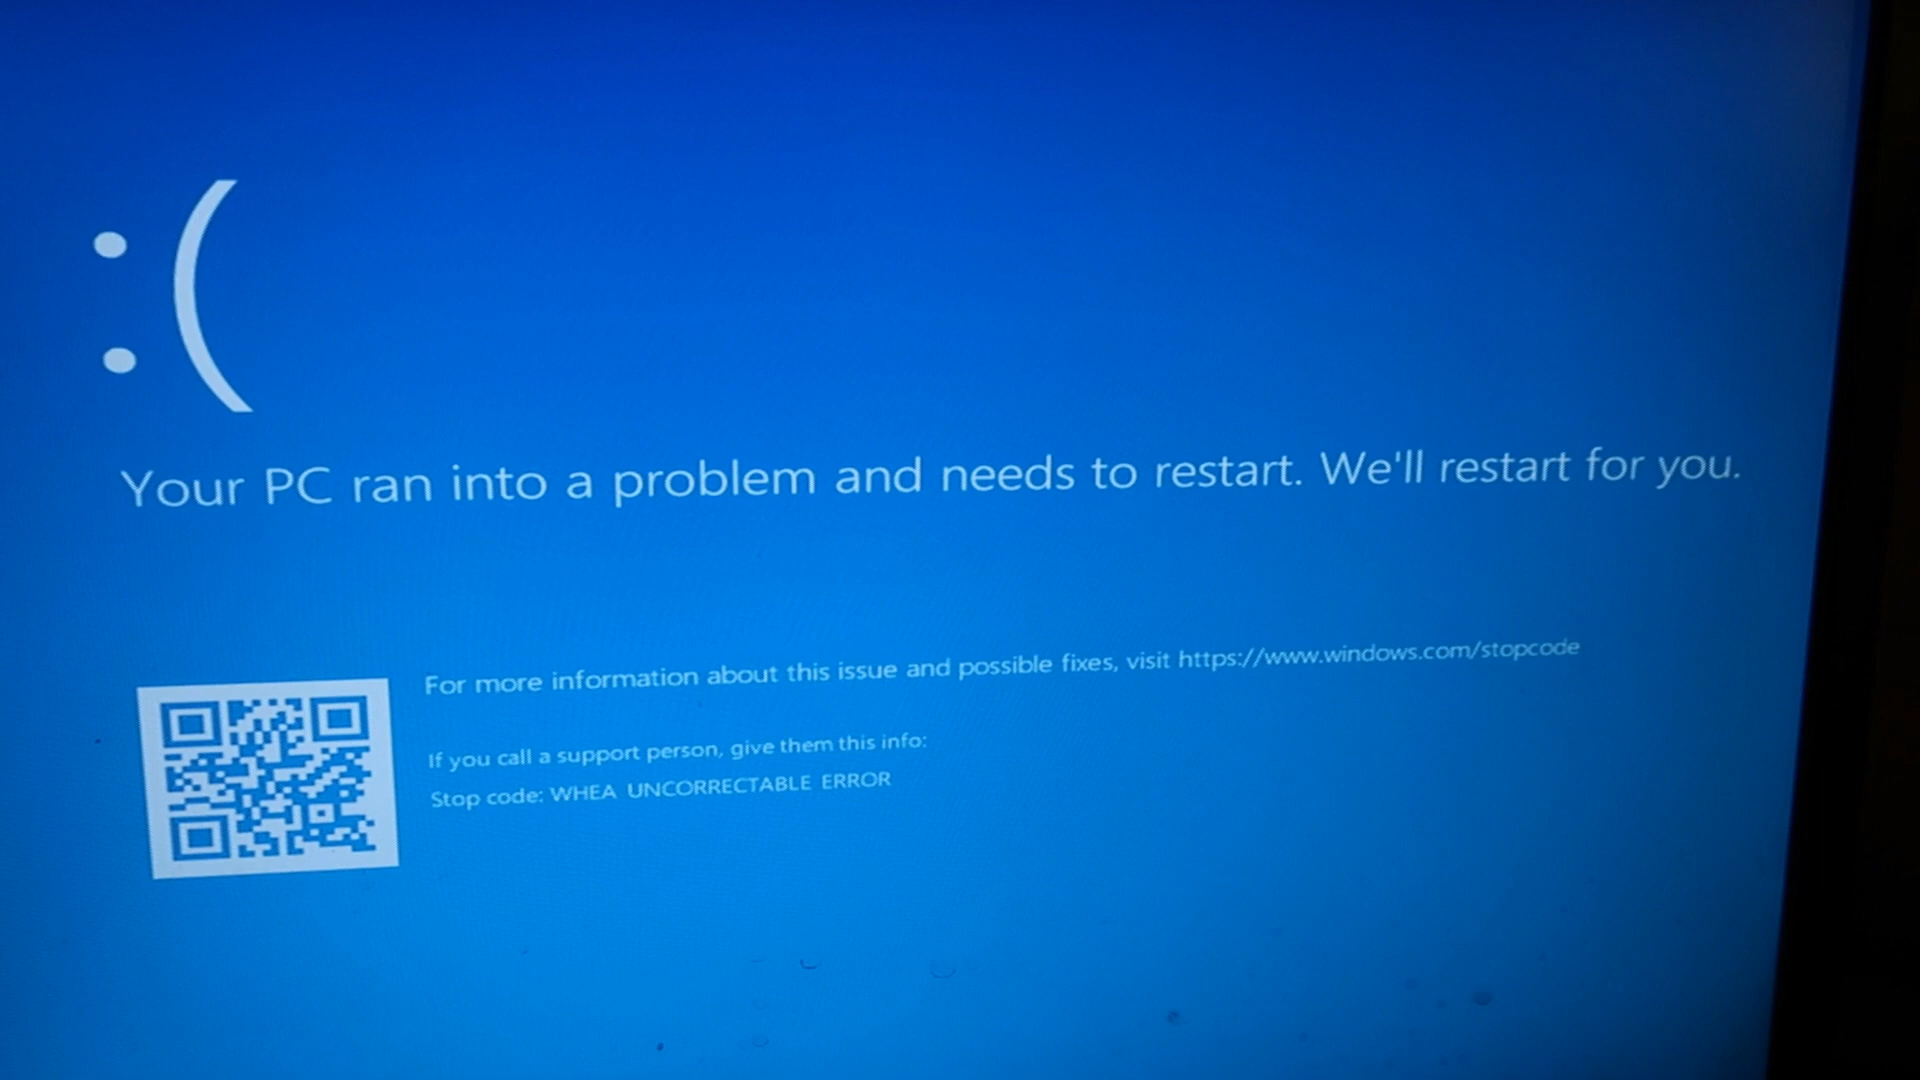 :(
Your PC ran into a problem and needs to restart. We'll restart for you.
For more information about this issue and possible fixes, visit https://www.windows.com/stopcode
If you call a support person, give them this info:
Stop code: WHEA UNCORRECTABLE ERROR